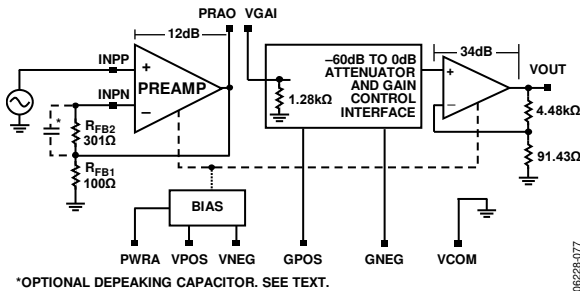 PRAO VGAI
12dB
INPP
+
PREAMP
INPN
–
*
RFB2
301Ω
RFB1
100Ω
–60dB TO 0dB
ATTENUATOR
AND GAIN
CONTROL
INTERFACE
1.28kΩ
34dB
+
–
VOUT
4.48kΩ
91.43Ω
BIAS
PWRA VPOS VNEG GPOS GNEG VCOM
*OPTIONAL DEPEAKING CAPACITOR. SEE TEXT.
06228-077